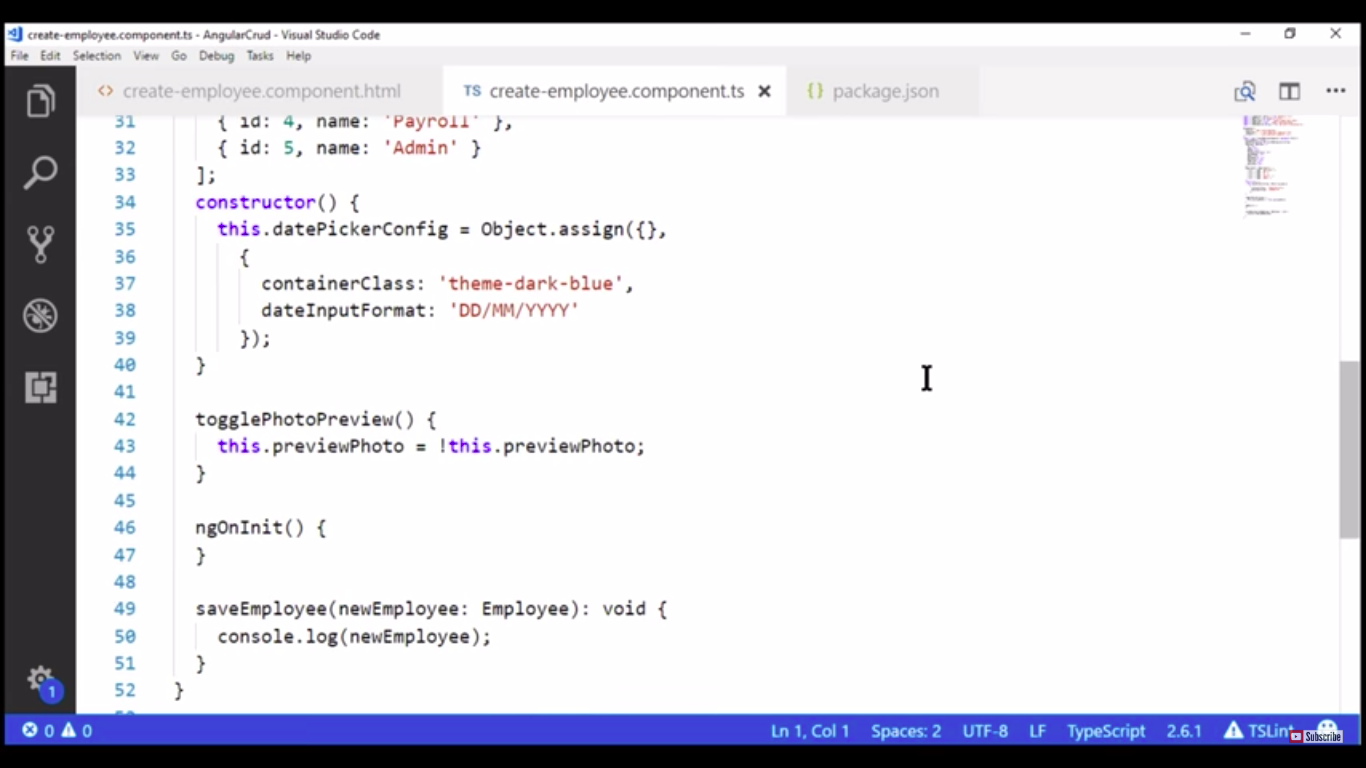 create-employee.component.ts - AngularCrud - Visual Studio Code
File Edit Selection View Go Debug Tasks Help
<> create-employee.component.html TS create-employee.component.ts × {} package.json
31 { id: 4, name: 'Payroll' },
32 { id: 5, name: 'Admin' }
33 ];
34 constructor() {
35 this.datePickerConfig = Object.assign({},
36 {
37 containerClass: 'theme-dark-blue',
38 dateInputFormat: 'DD/MM/YYYY'
39 });
40 }
41
42 togglePhotoPreview() {
43 this.previewPhoto = !this.previewPhoto;
44 }
45
46 ngOnInit() {
47 }
48
49 saveEmployee(newEmployee: Employee): void {
50 console.log(newEmployee);
51 }
52 }
1
0 0 Ln 1, Col 1 Spaces: 2 UTF-8 LF TypeScript 2.6.1 TSLint
Subscribe